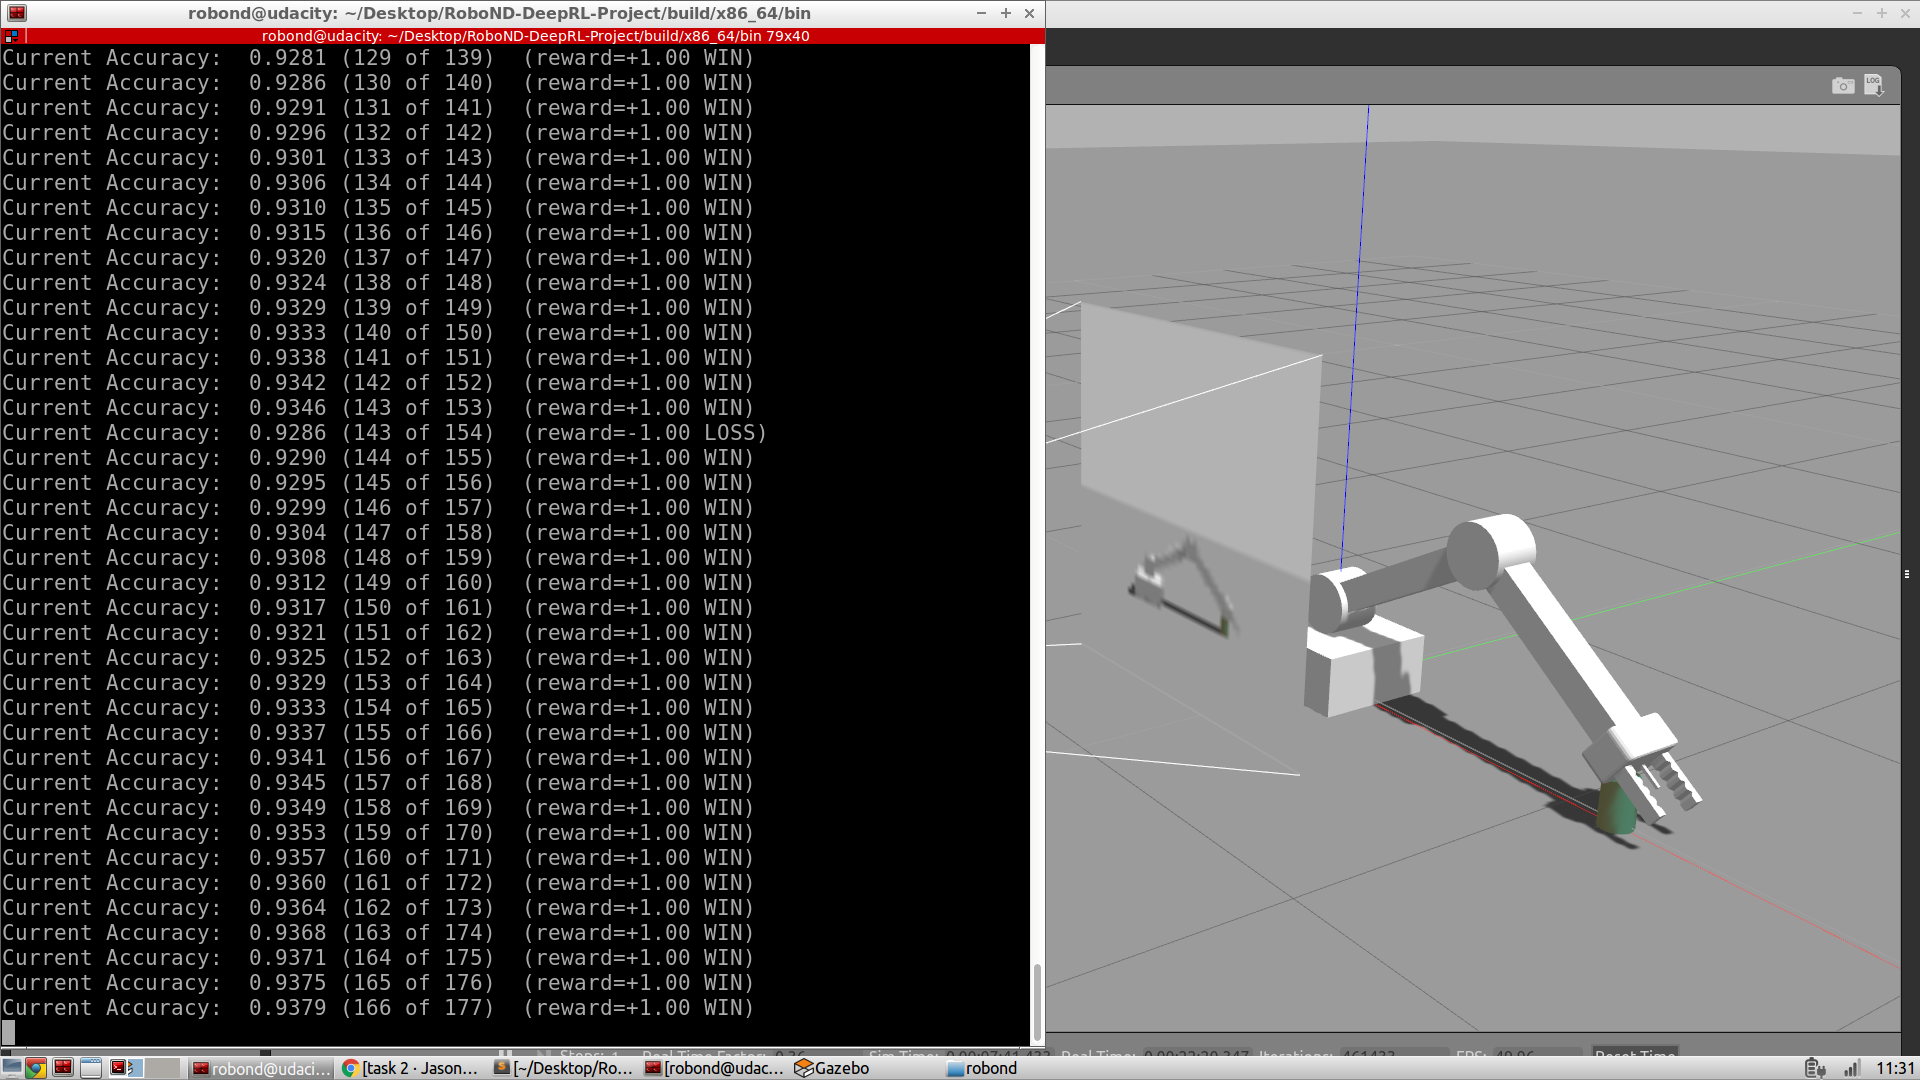 robond@udacity: ~/Desktop/RoboND-DeepRL-Project/build/x86_64/bin
robond@udacity: ~/Desktop/RoboND-DeepRL-Project/build/x86_64/bin 79x40
Current Accuracy:  0.9281 (129 of 139)  (reward=+1.00 WIN)
Current Accuracy:  0.9286 (130 of 140)  (reward=+1.00 WIN)
Current Accuracy:  0.9291 (131 of 141)  (reward=+1.00 WIN)
Current Accuracy:  0.9296 (132 of 142)  (reward=+1.00 WIN)
Current Accuracy:  0.9301 (133 of 143)  (reward=+1.00 WIN)
Current Accuracy:  0.9306 (134 of 144)  (reward=+1.00 WIN)
Current Accuracy:  0.9310 (135 of 145)  (reward=+1.00 WIN)
Current Accuracy:  0.9315 (136 of 146)  (reward=+1.00 WIN)
Current Accuracy:  0.9320 (137 of 147)  (reward=+1.00 WIN)
Current Accuracy:  0.9324 (138 of 148)  (reward=+1.00 WIN)
Current Accuracy:  0.9329 (139 of 149)  (reward=+1.00 WIN)
Current Accuracy:  0.9333 (140 of 150)  (reward=+1.00 WIN)
Current Accuracy:  0.9338 (141 of 151)  (reward=+1.00 WIN)
Current Accuracy:  0.9342 (142 of 152)  (reward=+1.00 WIN)
Current Accuracy:  0.9346 (143 of 153)  (reward=+1.00 WIN)
Current Accuracy:  0.9286 (143 of 154)  (reward=-1.00 LOSS)
Current Accuracy:  0.9290 (144 of 155)  (reward=+1.00 WIN)
Current Accuracy:  0.9295 (145 of 156)  (reward=+1.00 WIN)
Current Accuracy:  0.9299 (146 of 157)  (reward=+1.00 WIN)
Current Accuracy:  0.9304 (147 of 158)  (reward=+1.00 WIN)
Current Accuracy:  0.9308 (148 of 159)  (reward=+1.00 WIN)
Current Accuracy:  0.9312 (149 of 160)  (reward=+1.00 WIN)
Current Accuracy:  0.9317 (150 of 161)  (reward=+1.00 WIN)
Current Accuracy:  0.9321 (151 of 162)  (reward=+1.00 WIN)
Current Accuracy:  0.9325 (152 of 163)  (reward=+1.00 WIN)
Current Accuracy:  0.9329 (153 of 164)  (reward=+1.00 WIN)
Current Accuracy:  0.9333 (154 of 165)  (reward=+1.00 WIN)
Current Accuracy:  0.9337 (155 of 166)  (reward=+1.00 WIN)
Current Accuracy:  0.9341 (156 of 167)  (reward=+1.00 WIN)
Current Accuracy:  0.9345 (157 of 168)  (reward=+1.00 WIN)
Current Accuracy:  0.9349 (158 of 169)  (reward=+1.00 WIN)
Current Accuracy:  0.9353 (159 of 170)  (reward=+1.00 WIN)
Current Accuracy:  0.9357 (160 of 171)  (reward=+1.00 WIN)
Current Accuracy:  0.9360 (161 of 172)  (reward=+1.00 WIN)
Current Accuracy:  0.9364 (162 of 173)  (reward=+1.00 WIN)
Current Accuracy:  0.9368 (163 of 174)  (reward=+1.00 WIN)
Current Accuracy:  0.9371 (164 of 175)  (reward=+1.00 WIN)
Current Accuracy:  0.9375 (165 of 176)  (reward=+1.00 WIN)
Current Accuracy:  0.9379 (166 of 177)  (reward=+1.00 WIN)
LOG
Steps: 1 Real Time Factor: 0.36 Sim Time: Real Time: Iterations: 461433 FPS: Reset Time
robond@udaci... [task 2 · Jason... [~/Desktop/Ro... [robond@udac... Gazebo robond 11:31